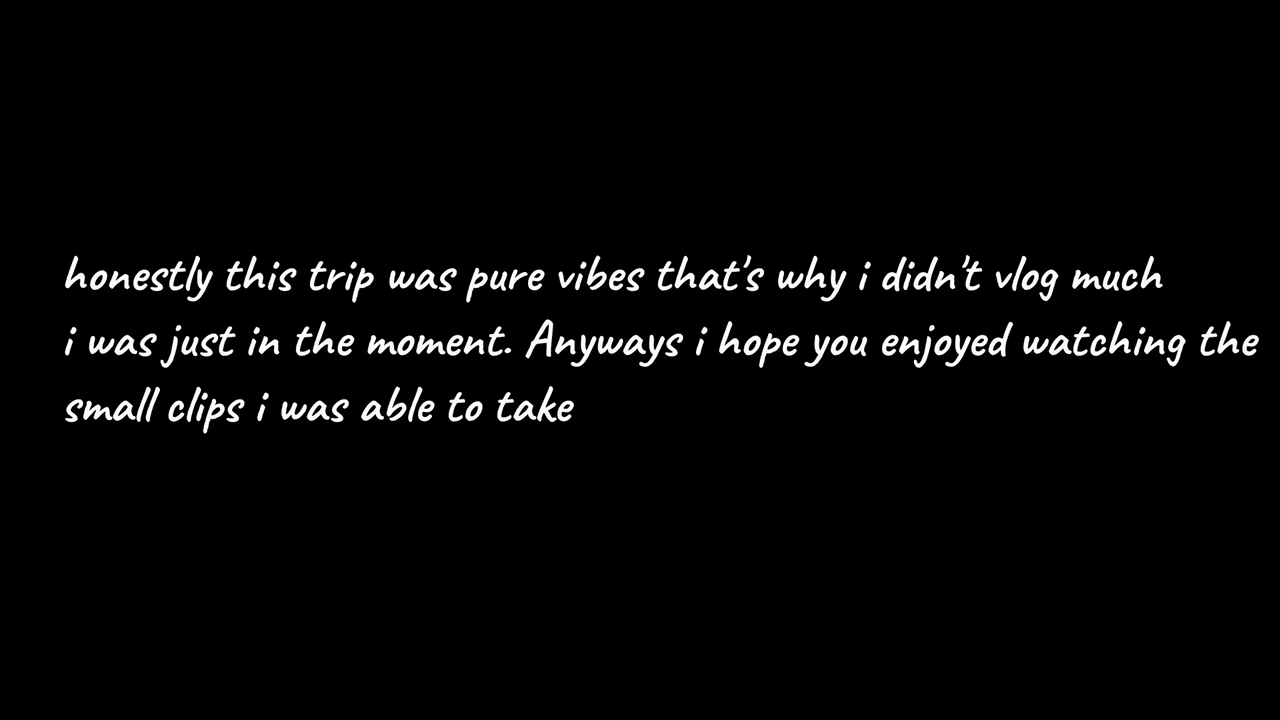 honestly this trip was pure vibes that's why i didn't vlog much
i was just in the moment. Anyways i hope you enjoyed watching the
small clips i was able to take